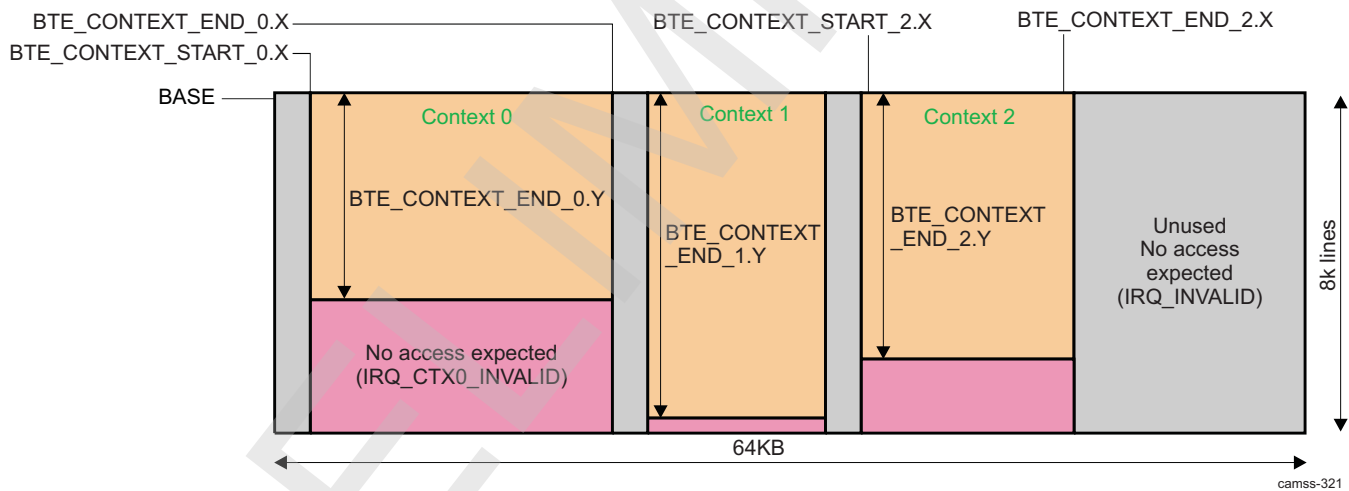 BTE_CONTEXT_END_0.X
BTE_CONTEXT_START_2.X
BTE_CONTEXT_END_2.X
BTE_CONTEXT_START_0.X
BASE
Context 0
Context 1
Context 2
BTE_CONTEXT_END_0.Y
BTE_CONTEXT
_END_1.Y
BTE_CONTEXT
_END_2.Y
Unused
No access
expected
(IRQ_INVALID)
8k lines
No access expected
(IRQ_CTX0_INVALID)
64KB
camss-321